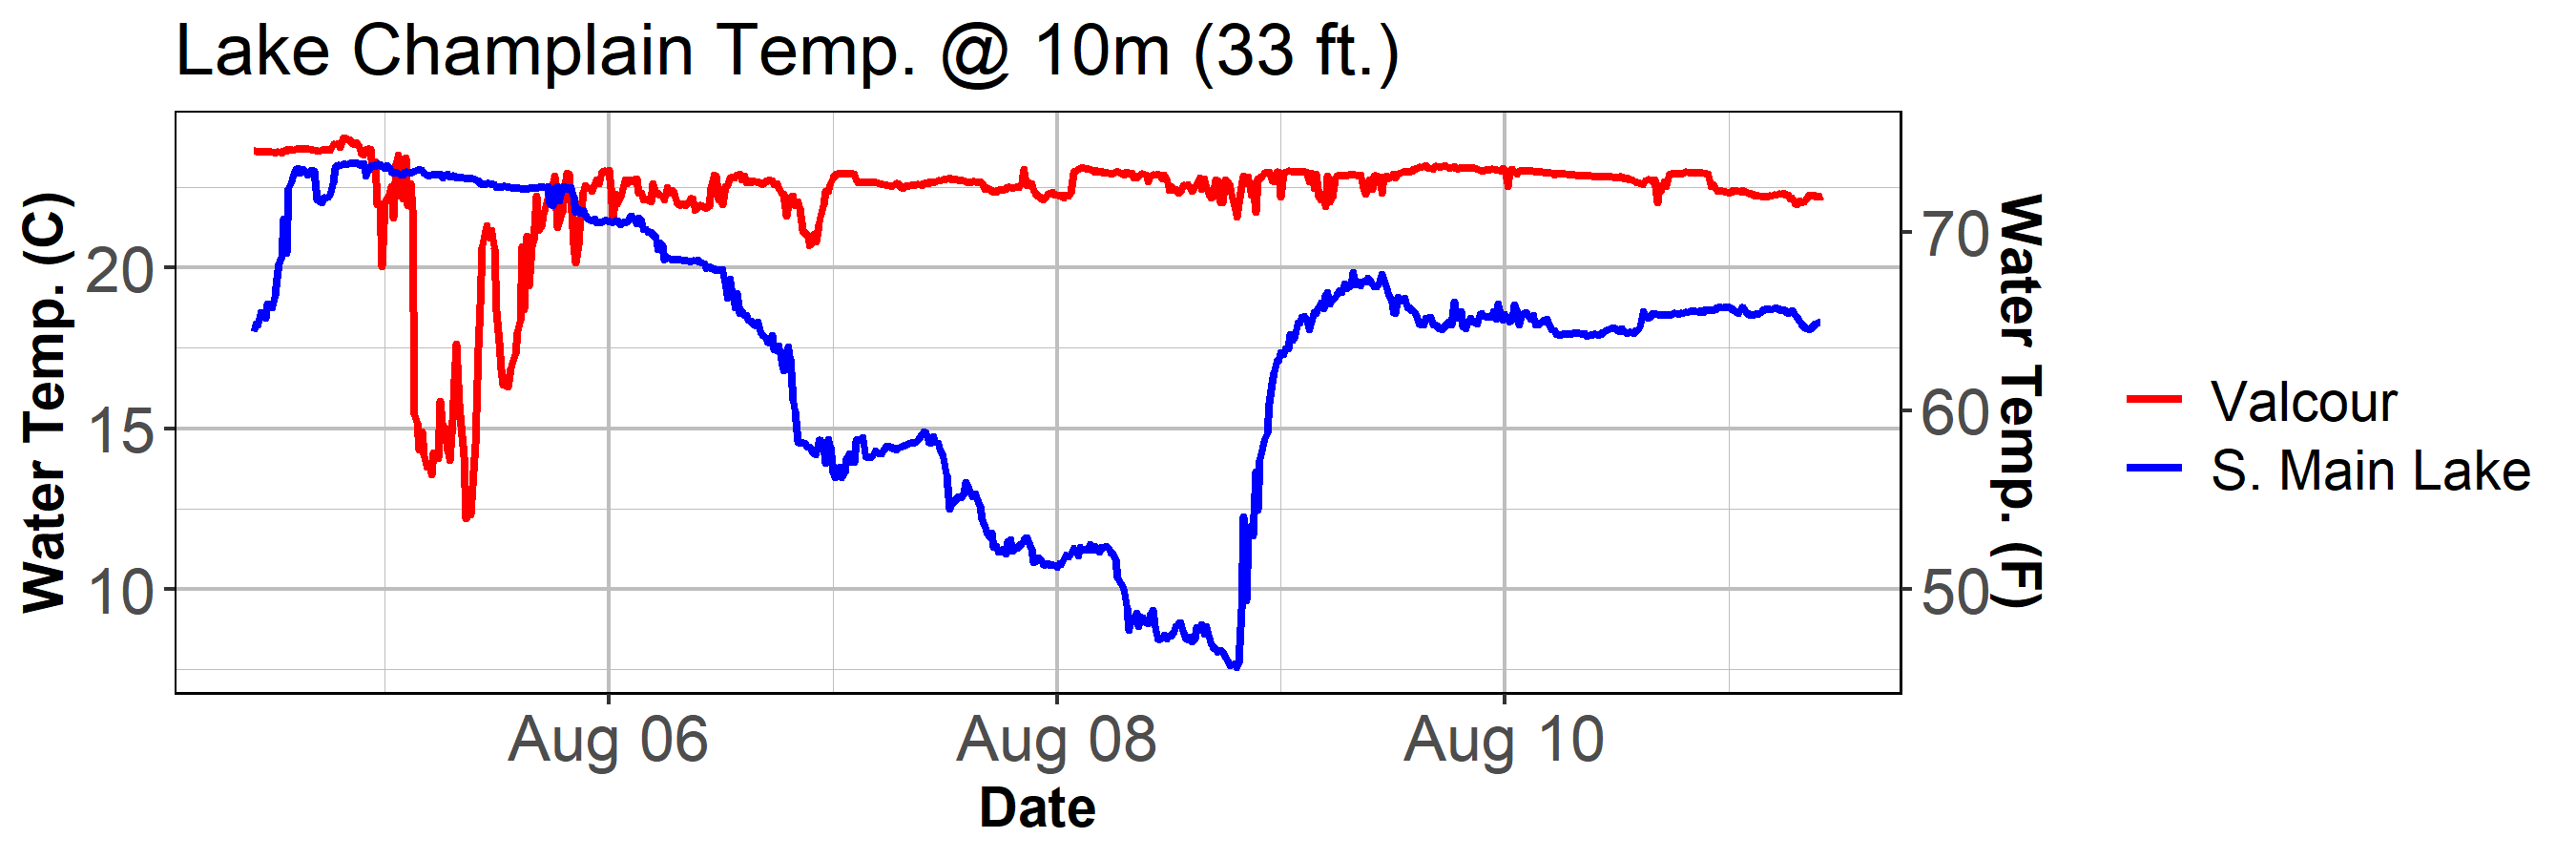 Lake Champlain Temp. @ 10m (33 ft.)
Water Temp. (C)
20
15
10
70
60
50
Water Temp. (F)
Aug 06
Aug 08
Aug 10
Date
Valcour
S. Main Lake